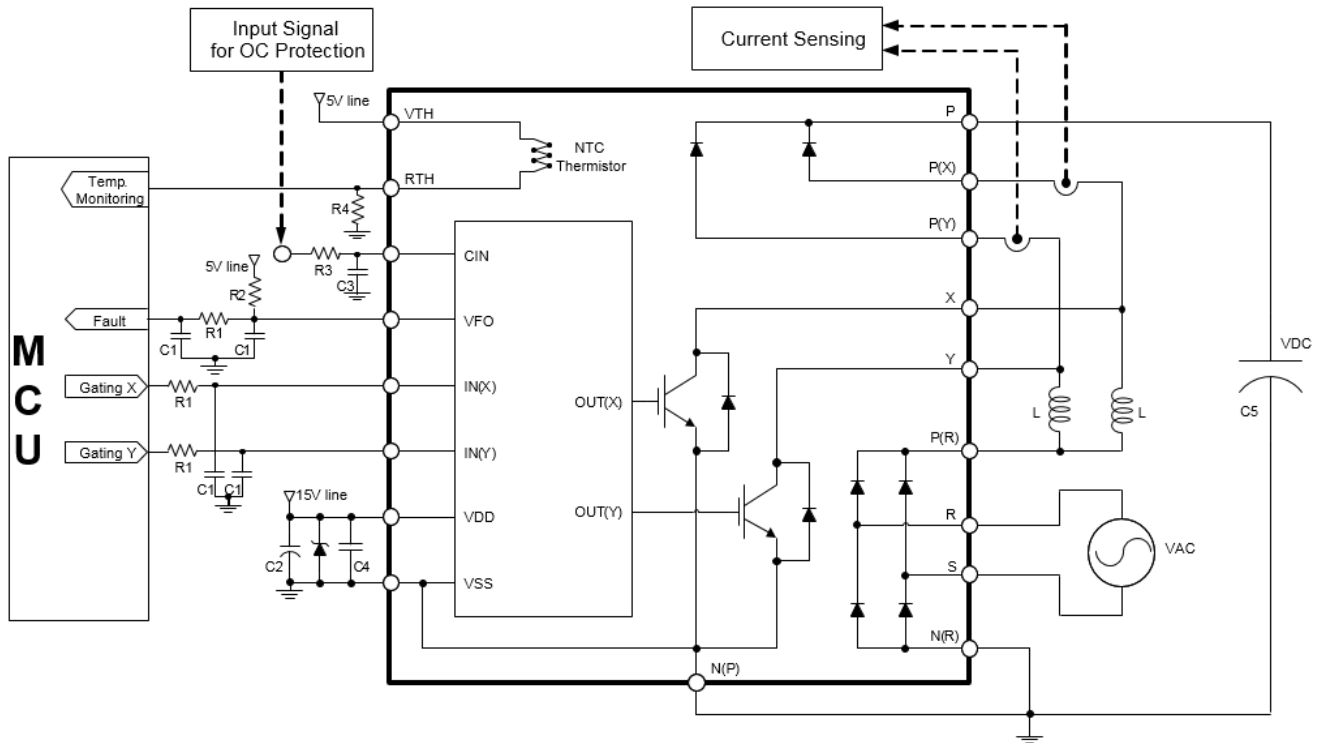 Input Signal
for OC Protection
Current Sensing
5V line
VTH
P
NTC
Thermistor
P(X)
Temp.
Monitoring
RTH
R4
P(Y)
CIN
R3
5V line
C3
R2
X
Fault
R1
VFO
VDC
C1
C1
M
C
U
Y
Gating X
R1
IN(X)
OUT(X)
L
L
C5
Gating Y
R1
IN(Y)
P(R)
C1
C1
15V line
VDD
OUT(Y)
R
VAC
C2
C4
VSS
S
N(R)
N(P)